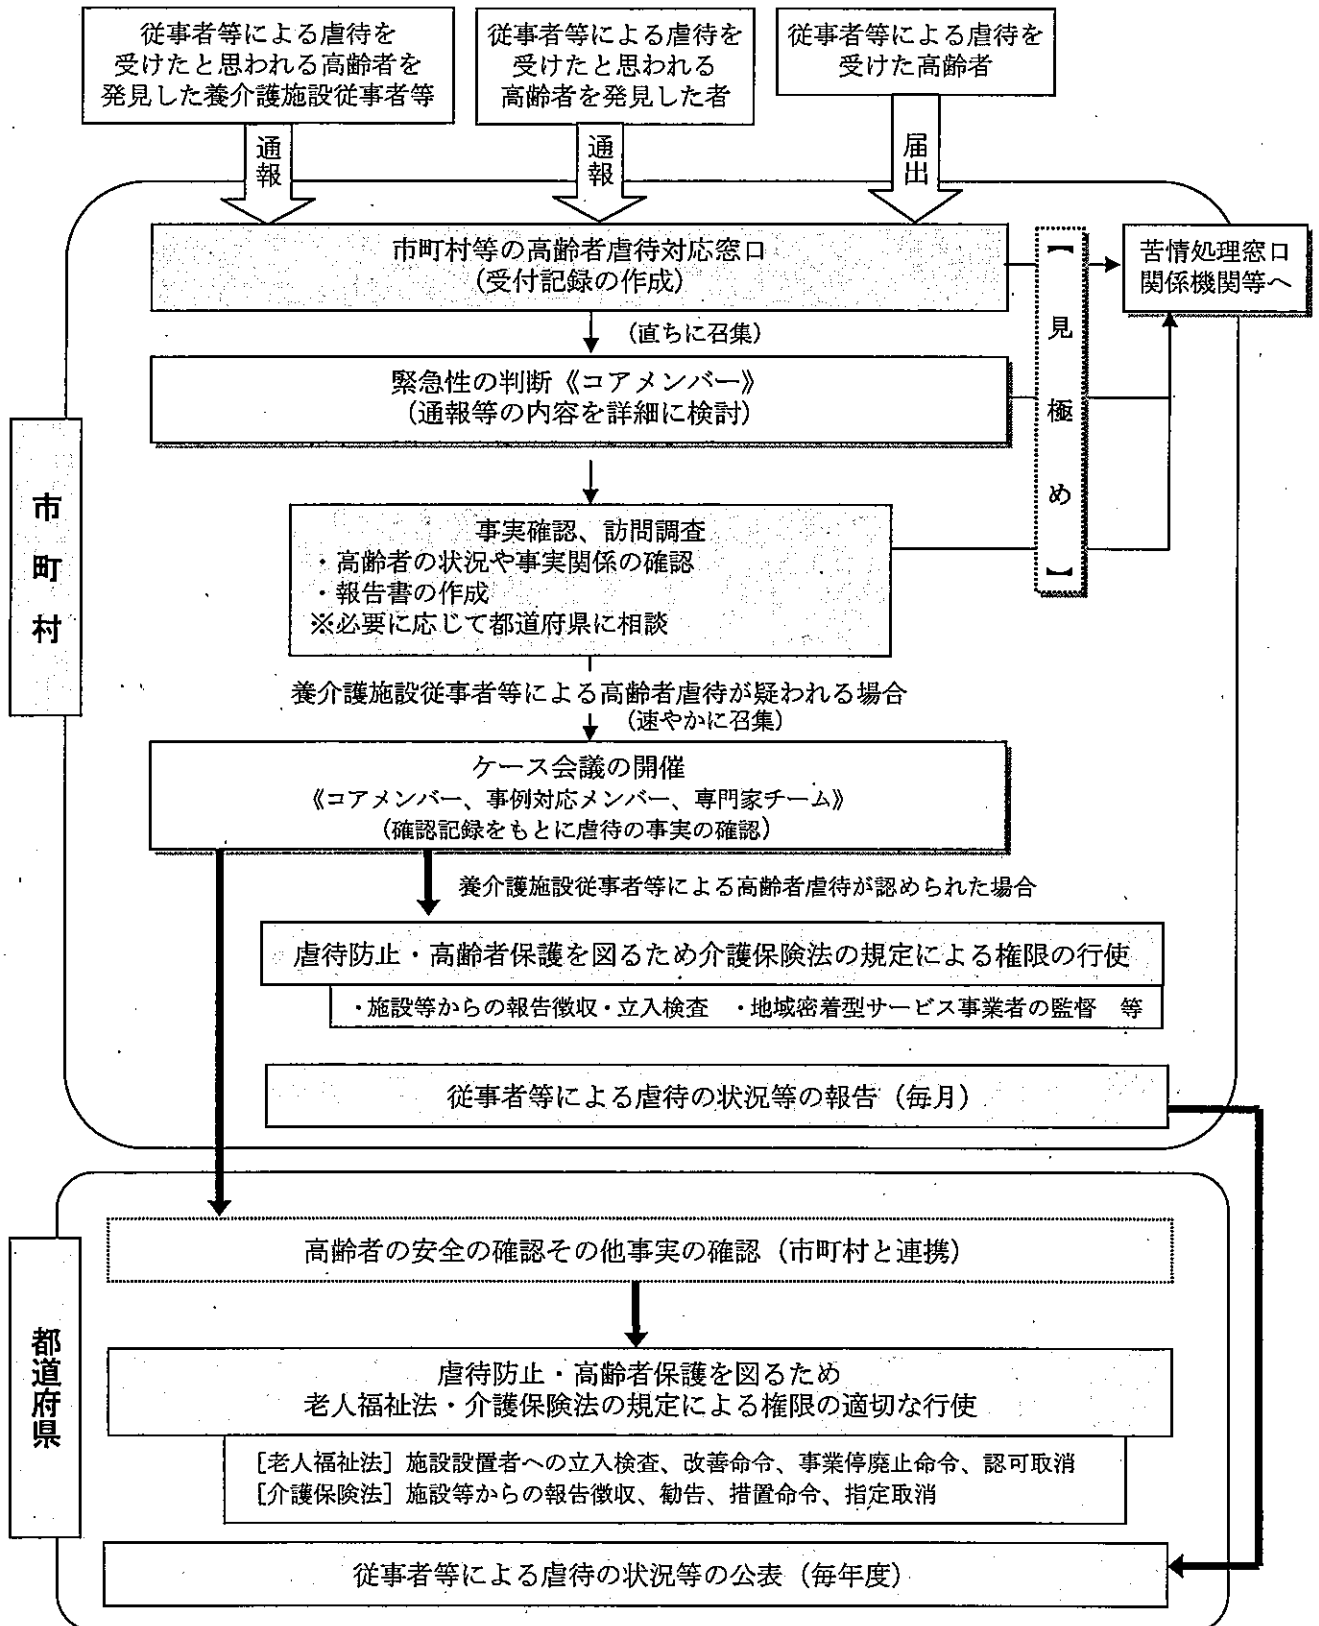 従事者等による虐待を
受けたと思われる高齢者を
発見した養介護施設従事者等
従事者等による虐待を
受けたと思われる
高齢者を発見した者
従事者等による虐待を
受けた高齢者
通報
通報
届出
市町村等の高齢者虐待対応窓口
(受付記録の作成)
苦情処理窓口
関係機関等へ
【見極め】
(直ちに召集)
緊急性の判断《コアメンバー》
(通報等の内容を詳細に検討)
市町村
事実確認、訪問調査
・高齢者の状況や事実関係の確認
・報告書の作成
※必要に応じて都道府県に相談
養介護施設従事者等による高齢者虐待が疑われる場合
(速やかに召集)
ケース会議の開催
《コアメンバー、事例対応メンバー、専門家チーム》
(確認記録をもとに虐待の事実の確認)
養介護施設従事者等による高齢者虐待が認められた場合
虐待防止・高齢者保護を図るため介護保険法の規定による権限の行使
・施設等からの報告徴収・立入検査　・地域密着型サービス事業者の監督　等
従事者等による虐待の状況等の報告（毎月）
高齢者の安全の確認その他事実の確認（市町村と連携）
都道府県
虐待防止・高齢者保護を図るため
老人福祉法・介護保険法の規定による権限の適切な行使
［老人福祉法］施設設置者への立入検査、改善命令、事業停廃止命令、認可取消
［介護保険法］施設等からの報告徴収、勧告、措置命令、指定取消
従事者等による虐待の状況等の公表（毎年度）